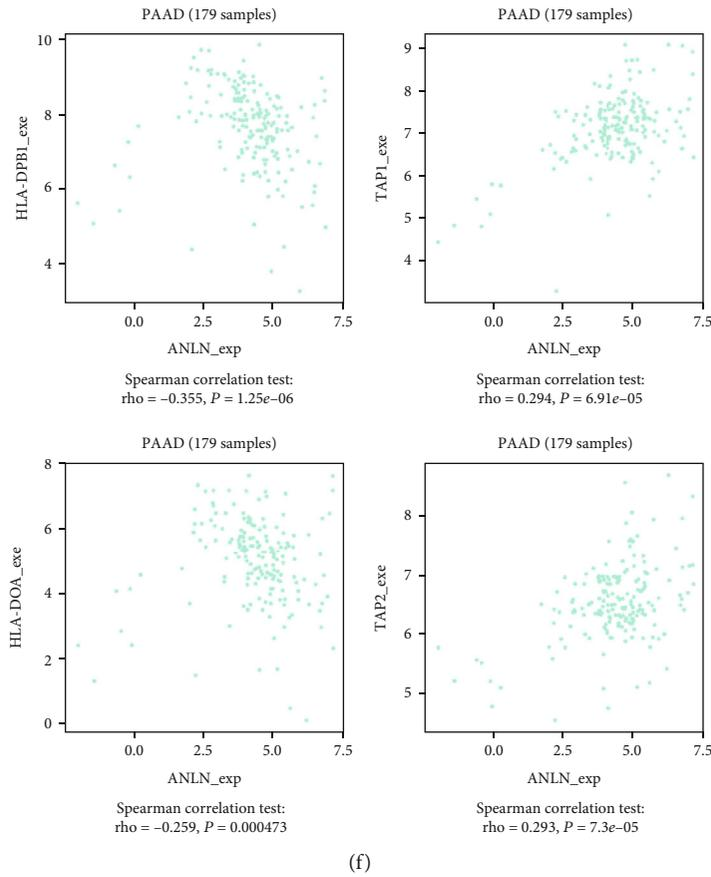 PAAD (179 samples)
HLA-DPB1_exe
10
8
6
4
0.0 2.5 5.0 7.5
ANLN_exp
Spearman correlation test:
rho = –0.355, P = 1.25e–06
PAAD (179 samples)
TAP1_exe
9
8
7
6
5
4
0.0 2.5 5.0 7.5
ANLN_exp
Spearman correlation test:
rho = 0.294, P = 6.91e–05
PAAD (179 samples)
HLA-DOA_exe
8
6
4
2
0
0.0 2.5 5.0 7.5
ANLN_exp
Spearman correlation test:
rho = –0.259, P = 0.000473
PAAD (179 samples)
TAP2_exe
8
7
6
5
0.0 2.5 5.0 7.5
ANLN_exp
Spearman correlation test:
rho = 0.293, P = 7.3e–05
(f)